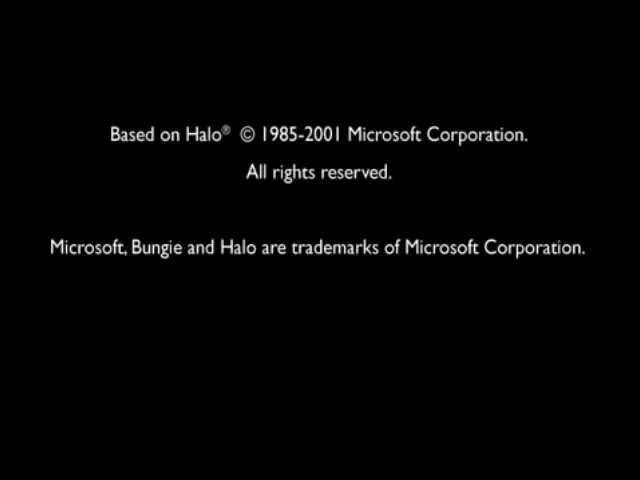 Based on Halo® © 1985-2001 Microsoft Corporation.
All rights reserved.
Microsoft, Bungie and Halo are trademarks of Microsoft Corporation.